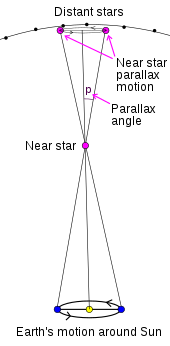 Distant stars
Near star
parallax
motion
p
Parallax
angle
Near star
Earth's motion around Sun